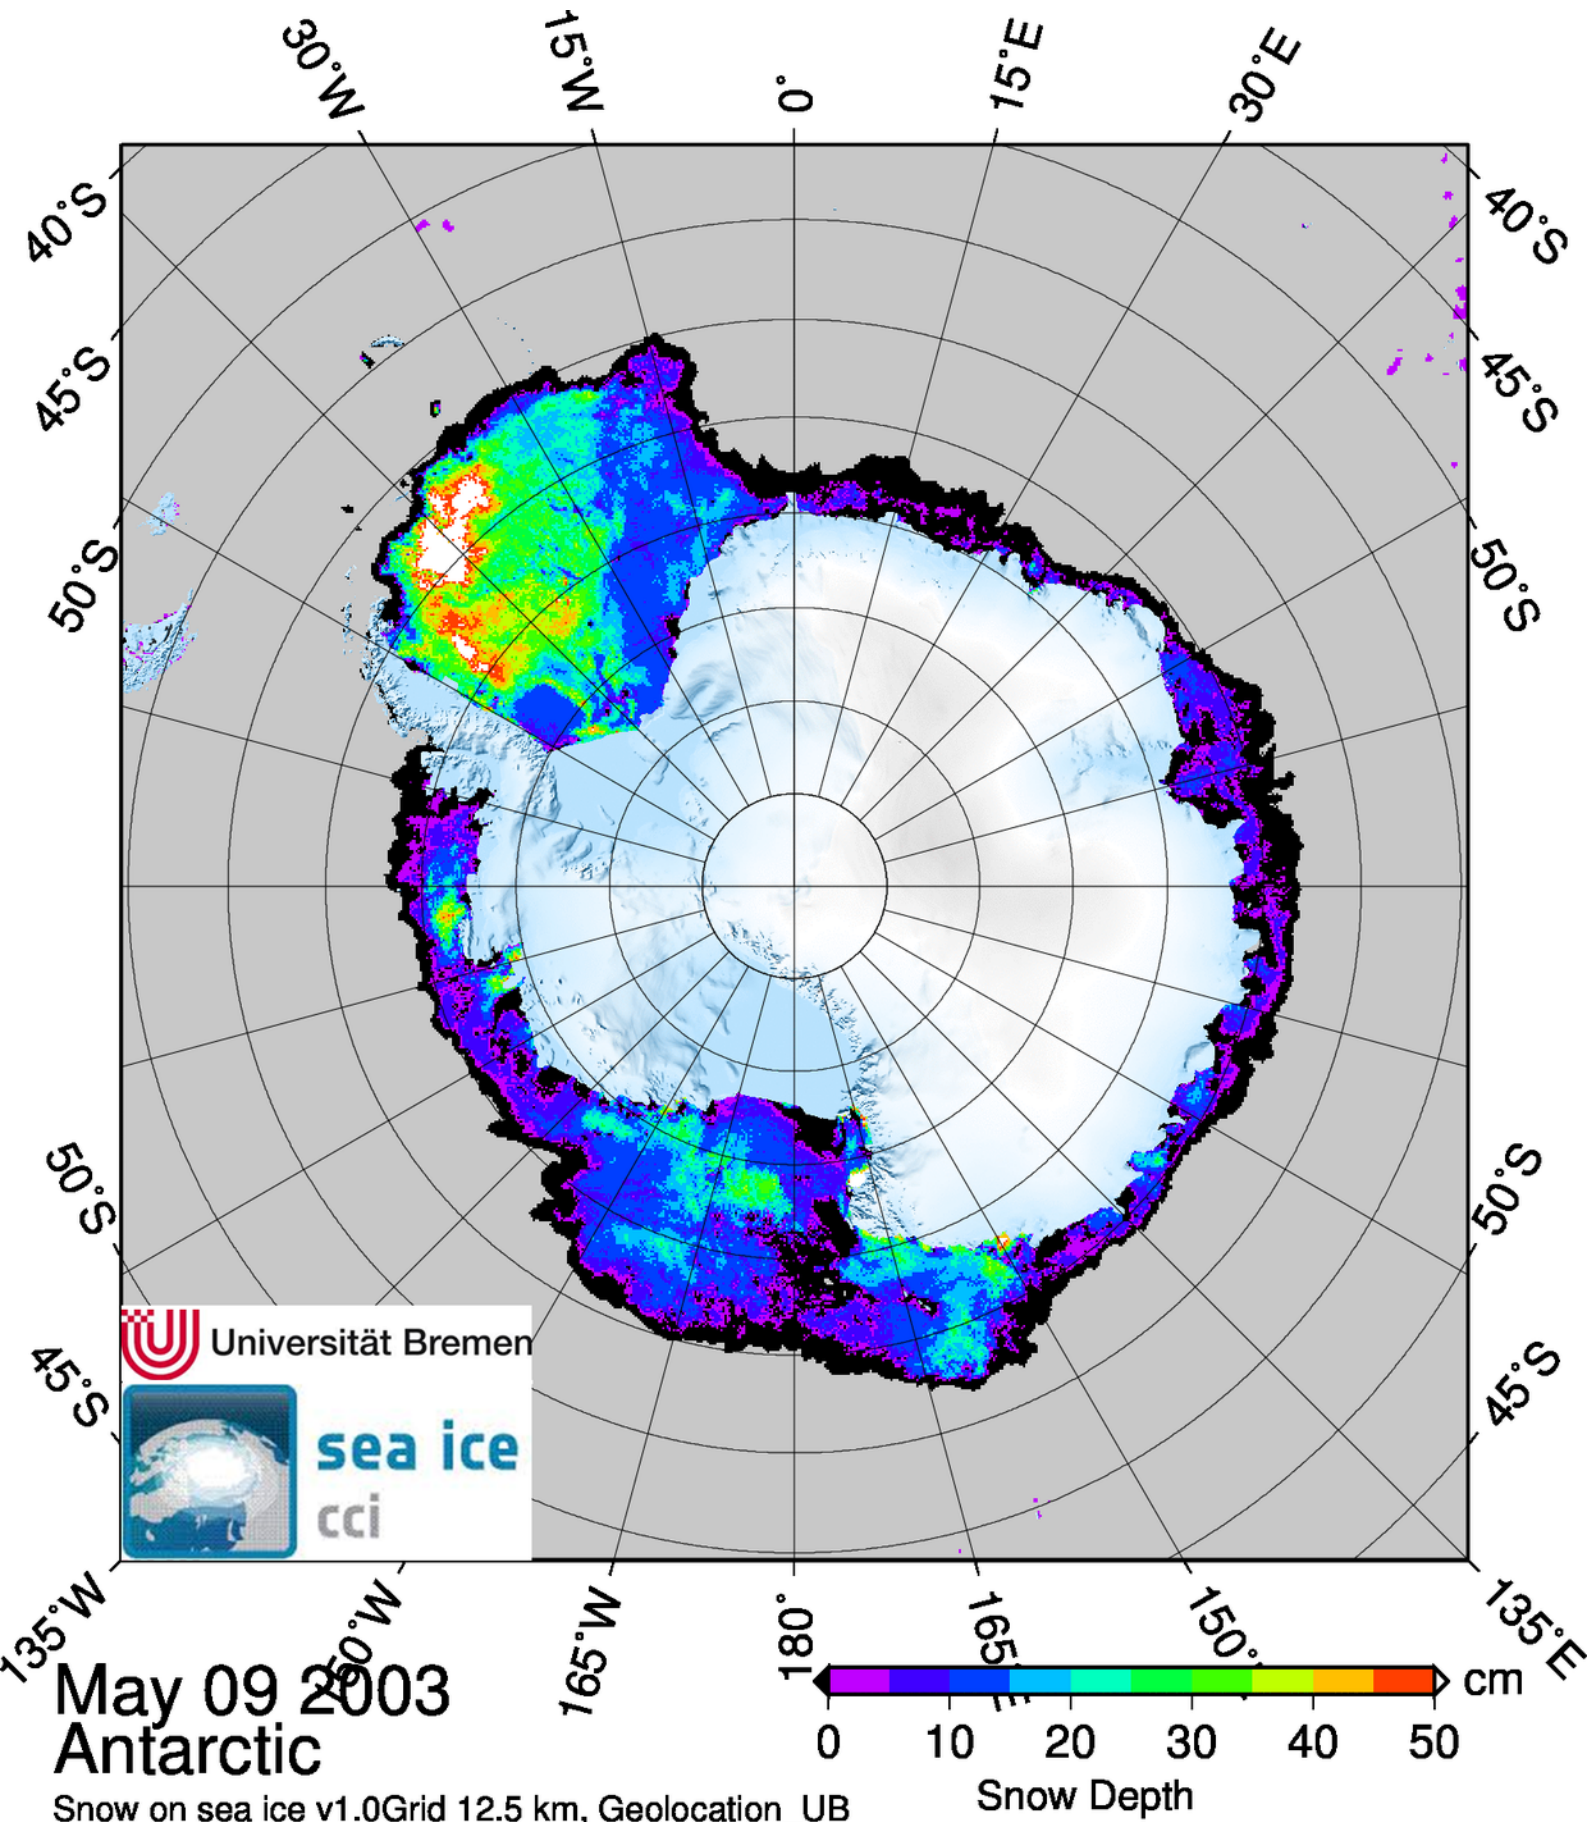 30°W
15°W
0°
15°E
30°E
40°S
40°S
45°S
45°S
50°S
50°S
50°S
50°S
45°S
45°S
Universität Bremen
sea ice
cci
135°W
165°W
180°
150°
135°E
May 09 2003
Antarctic
cm
0 10 20 30 40 50
Snow Depth
Snow on sea ice v1.0Grid 12.5 km, Geolocation UB